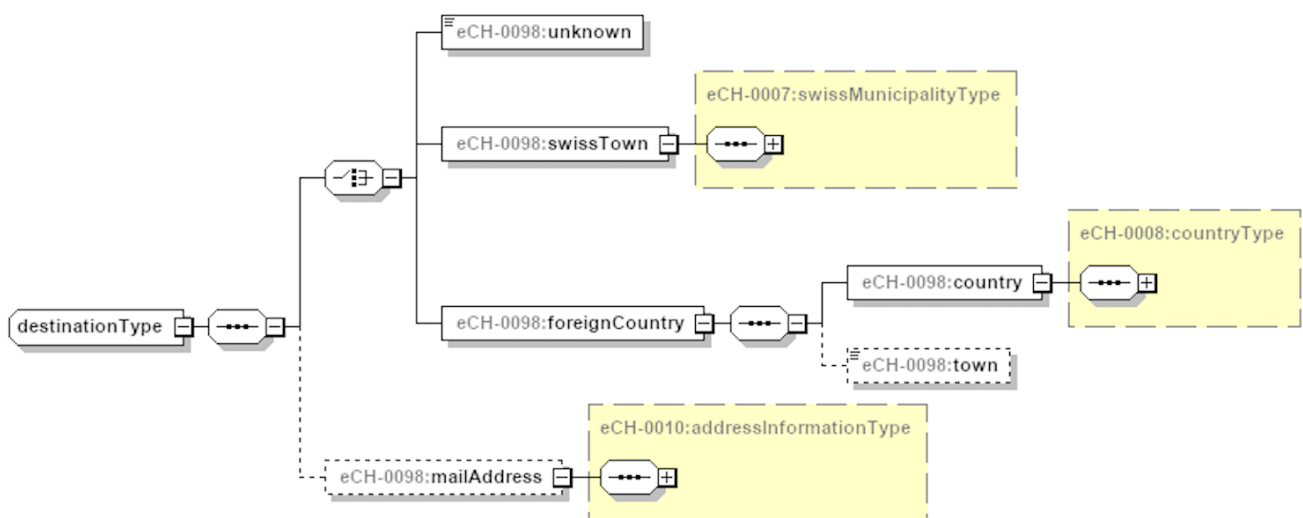 eCH-0098:unknown
eCH-0007:swissMunicipalityType
eCH-0098:swissTown
eCH-0008:countryType
eCH-0098:country
destinationType
eCH-0098:foreignCountry
eCH-0098:town
eCH-0010:addressInformationType
eCH-0098:mailAddress